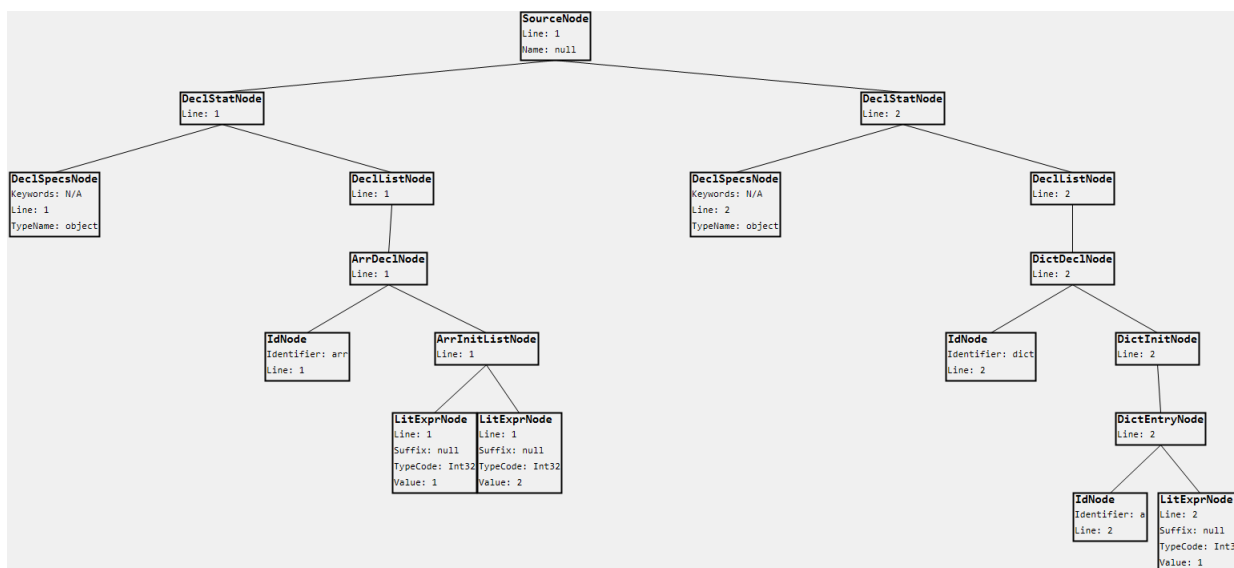 SourceNode
Line: 1
Name: null
DeclStatNode
Line: 1
DeclStatNode
Line: 2
DeclSpecsNode
Keywords: N/A
Line: 1
TypeName: object
DeclListNode
Line: 1
DeclSpecsNode
Keywords: N/A
Line: 2
TypeName: object
DeclListNode
Line: 2
ArrDeclNode
Line: 1
DictDeclNode
Line: 2
IdNode
Identifier: arr
Line: 1
ArrInitListNode
Line: 1
IdNode
Identifier: dict
Line: 2
DictInitNode
Line: 2
LitExprNode
Line: 1
Suffix: null
TypeCode: Int32
Value: 1
LitExprNode
Line: 1
Suffix: null
TypeCode: Int32
Value: 2
DictEntryNode
Line: 2
IdNode
Identifier: a
Line: 2
LitExprNode
Line: 2
Suffix: null
TypeCode: Int3
Value: 1